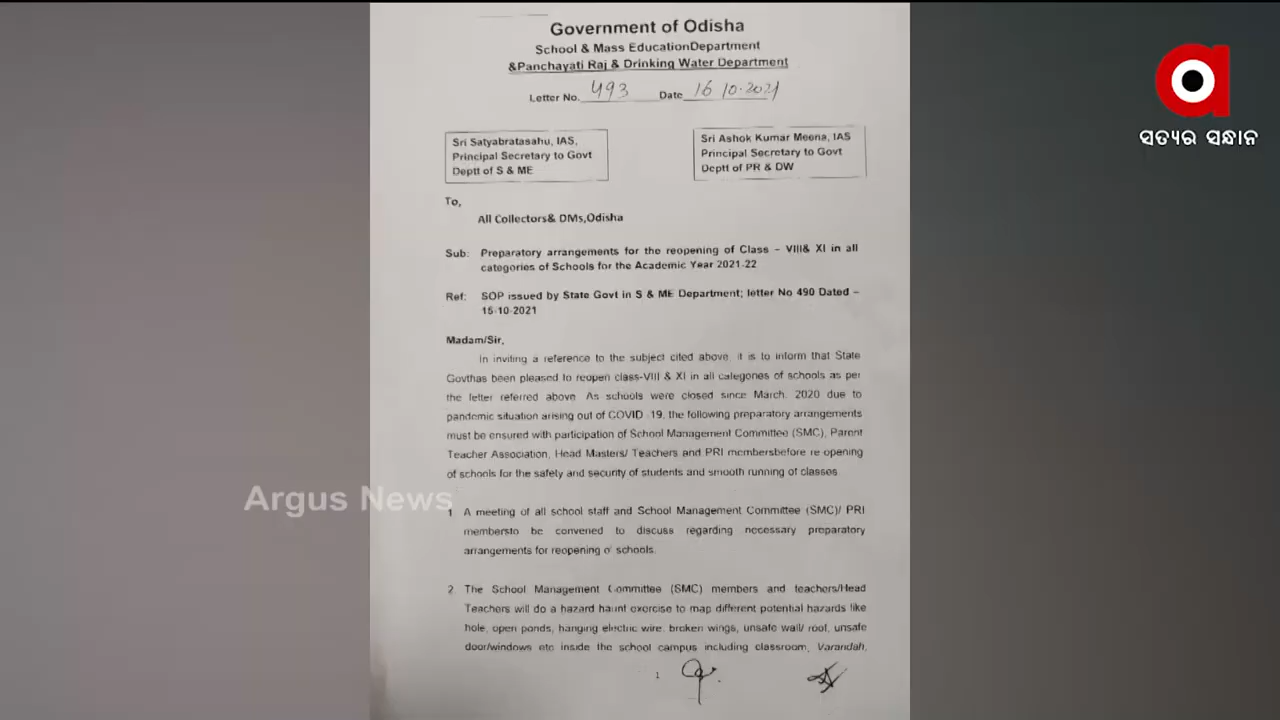 Government of Odisha
School & Mass EducationDepartment
&Panchayati Raj & Drinking Water Department
Letter No. 493 Date 16/10.2021
Sri Satyabratasahu, IAS,
Principal Secretary to Govt
Deptt of S & ME
Sri Ashok Kumar Meena, IAS
Principal Secretary to Govt
Deptt of PR & DW
ସତ୍ୟର ସନ୍ଧାନ
To,
All Collectors& DMs,Odisha
Sub: Preparatory arrangements for the reopening of Class – VIII& XI in all
categories of Schools for the Academic Year 2021-22
Ref: SOP issued by State Govt in S & ME Department; letter No 490 Dated –
15-10-2021
Madam/Sir,
In inviting a reference to the subject cited above, it is to inform that State
Govthas been pleased to reopen class-VIII & XI in all categories of schools as per
the letter referred above. As schools were closed since March, 2020 due to
pandemic situation arising out of COVID -19, the following preparatory arrangements
must be ensured with participation of School Management Committee (SMC), Parent
Teacher Association, Head Masters/ Teachers and PRI membersbefore re-opening
of schools for the safety and security of students and smooth running of classes.
Argus News
1. A meeting of all school staff and School Management Committee (SMC)/ PRI
membersto be convened to discuss regarding necessary preparatory
arrangements for reopening of schools.
2. The School Management Committee (SMC) members and teachers/Head
Teachers will do a hazard haunt exercise to map different potential hazards like
hole, open ponds, hanging electric wire, broken wings, unsafe wall/ roof, unsafe
door/windows etc inside the school campus including classroom, Varandah,
1